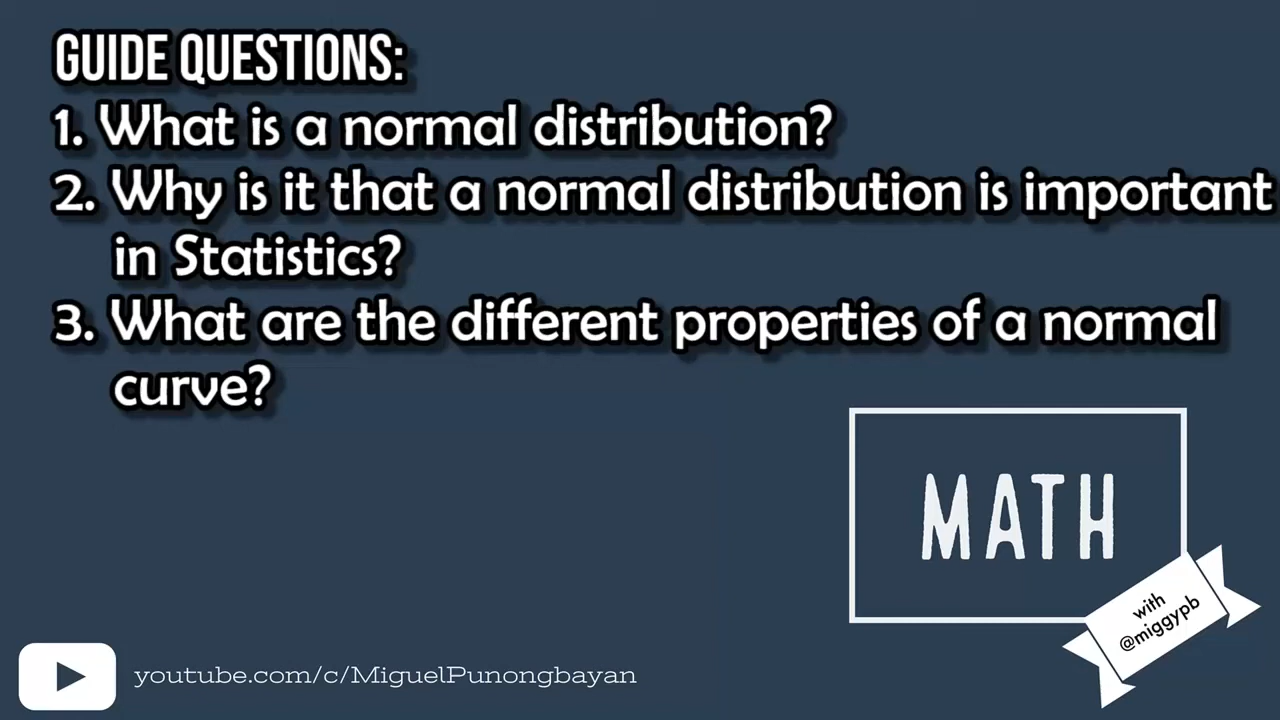 GUIDE QUESTIONS:
1. What is a normal distribution?
2. Why is it that a normal distribution is important
in Statistics?
3. What are the different properties of a normal
curve?
MATH
with
@miggypb
youtube.com/c/MiguelPunongbayan